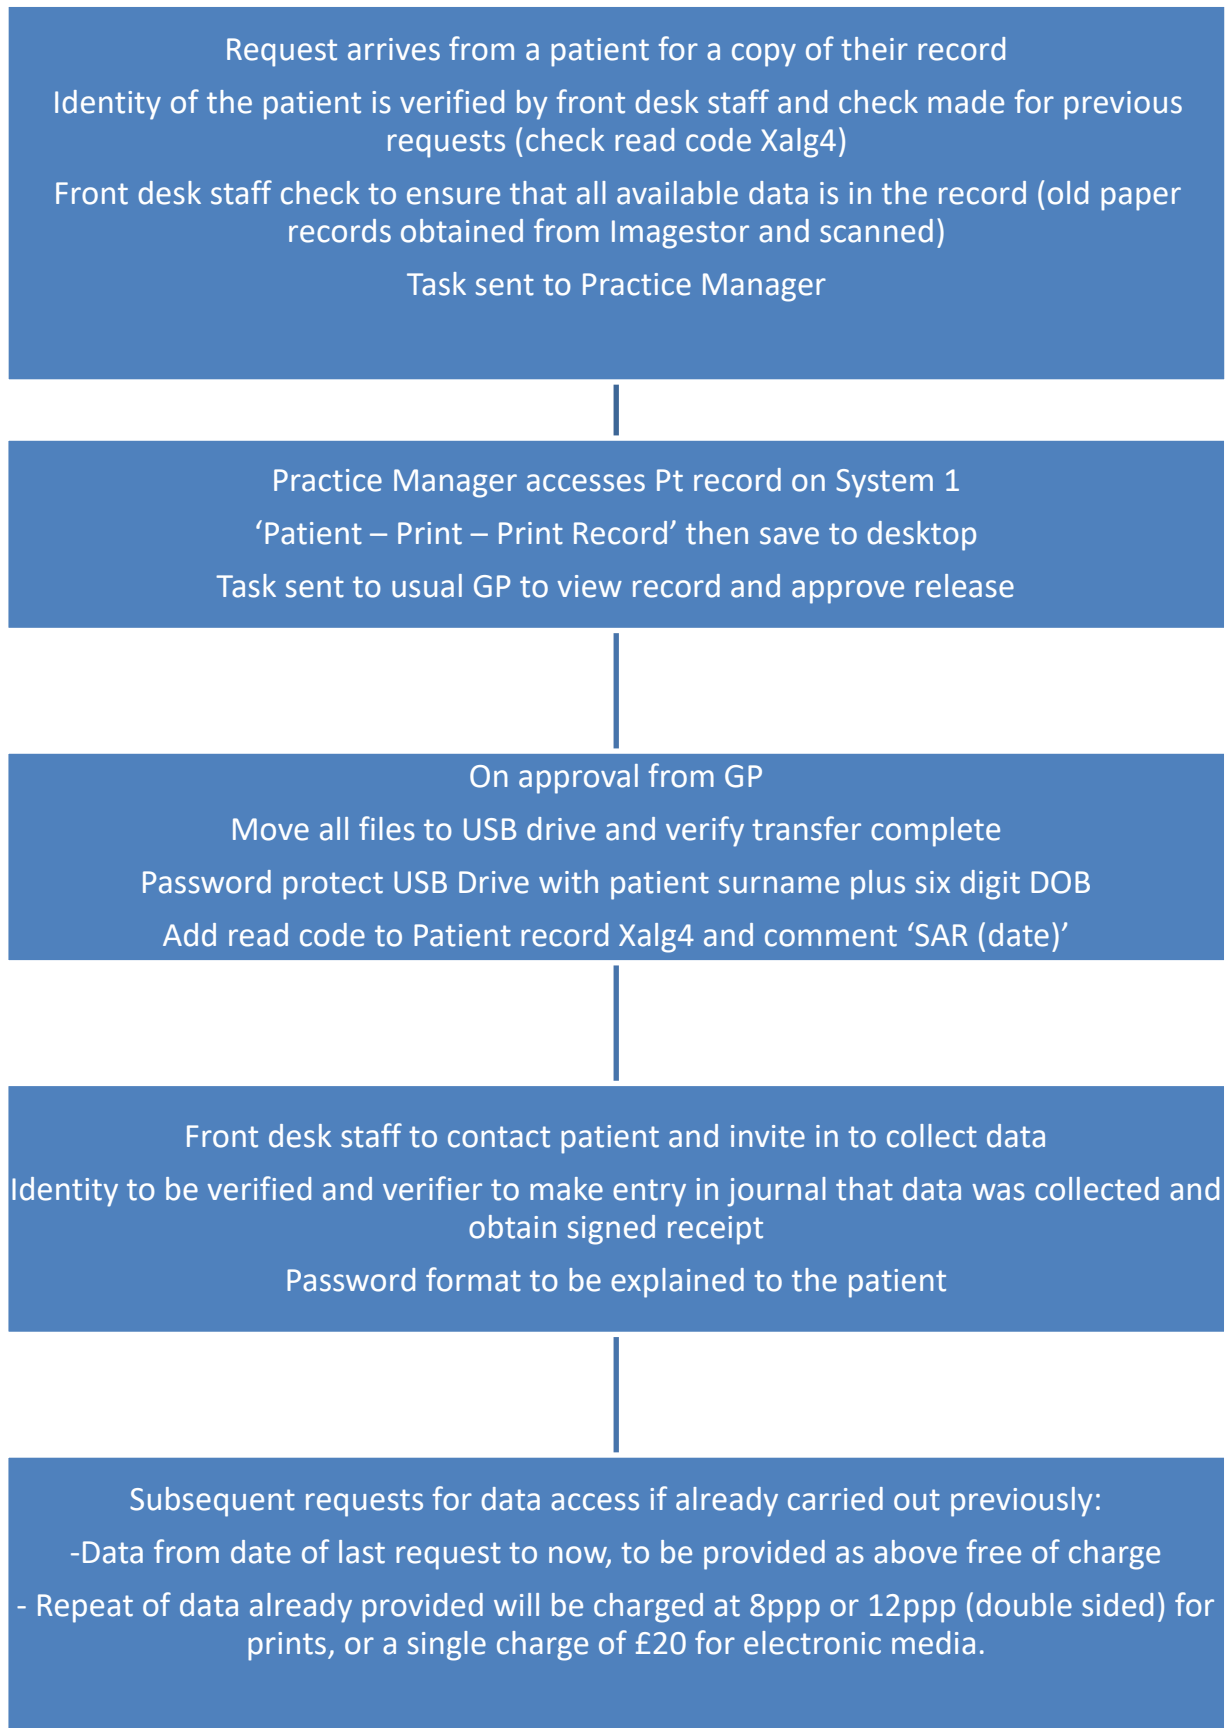 Request arrives from a patient for a copy of their record
Identity of the patient is verified by front desk staff and check made for previous
requests (check read code Xalg4)
Front desk staff check to ensure that all available data is in the record (old paper
records obtained from Imagestor and scanned)
Task sent to Practice Manager
Practice Manager accesses Pt record on System 1
‘Patient – Print – Print Record’ then save to desktop
Task sent to usual GP to view record and approve release
On approval from GP
Move all files to USB drive and verify transfer complete
Password protect USB Drive with patient surname plus six digit DOB
Add read code to Patient record Xalg4 and comment ‘SAR (date)’
Front desk staff to contact patient and invite in to collect data
Identity to be verified and verifier to make entry in journal that data was collected and
obtain signed receipt
Password format to be explained to the patient
Subsequent requests for data access if already carried out previously:
-Data from date of last request to now, to be provided as above free of charge
- Repeat of data already provided will be charged at 8ppp or 12ppp (double sided) for
prints, or a single charge of £20 for electronic media.